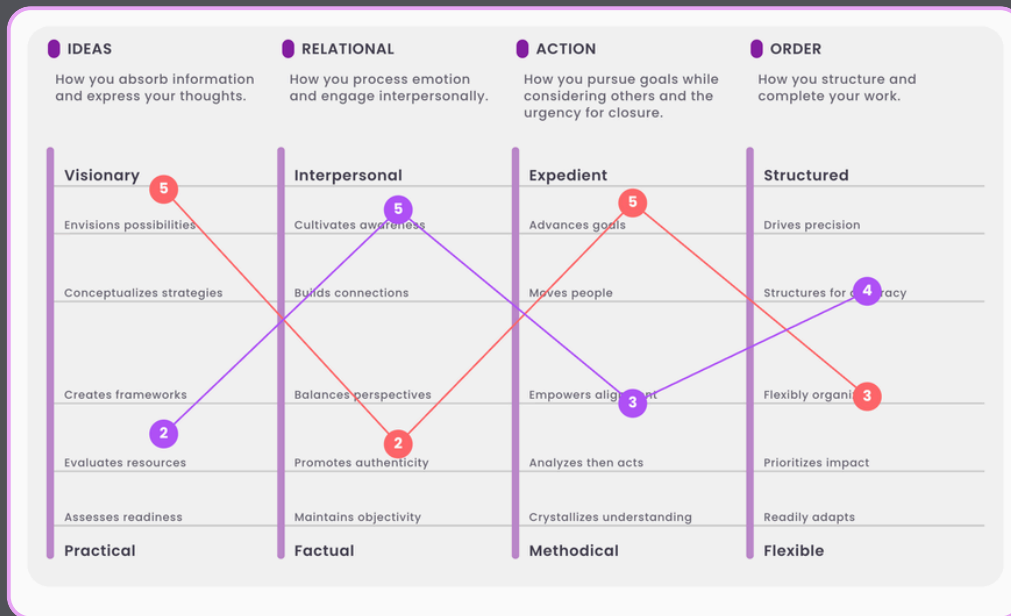 IDEAS
How you absorb information
and express your thoughts.
RELATIONAL
How you process emotion
and engage interpersonally.
ACTION
How you pursue goals while
considering others and the
urgency for closure.
ORDER
How you structure and
complete your work.
Visionary
5
Envisions possibilities
Conceptualizes strategies
Creates frameworks
2
Evaluates resources
Assesses readiness
Practical
Interpersonal
5
Cultivates awareness
Builds connections
Balances perspectives
2
Promotes authenticity
Maintains objectivity
Factual
Expedient
5
Advances goals
Moves people
Empowers alignment
3
Analyzes then acts
Crystallizes understanding
Methodical
Structured
Drives precision
Structures for
4
Flexibly
3
Prioritizes impact
Readily adapts
Flexible